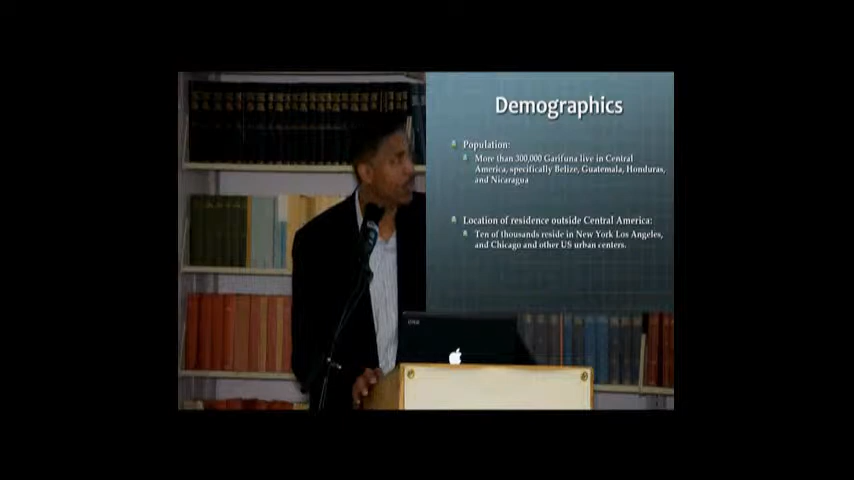 Demographics
Population:
More than 300,000 Garifuna live in Central
America, specifically Belize, Guatemala, Honduras,
and Nicaragua
Location of residence outside Central America:
Ten of thousands reside in New York Los Angeles,
and Chicago and other US urban centers.